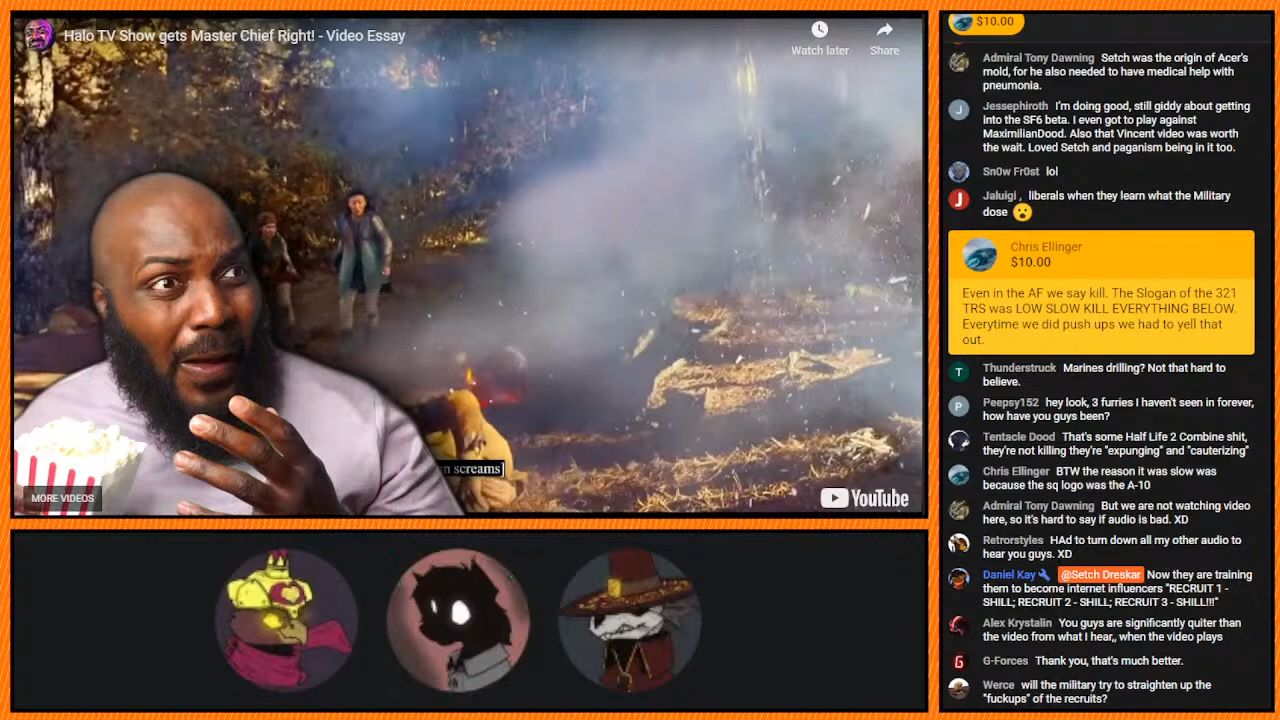 Halo TV Show gets Master Chief Right! - Video Essay
Watch later
Share
n screams
MORE VIDEOS
YouTube
$10.00
Admiral Tony Dawning Setch was the origin of Acer's
mold, for he also needed to have medical help with
pneumonia.
Jessephiroth I'm doing good, still giddy about getting
into the SF6 beta. I even got to play against
MaximilianDood. Also that Vincent video was worth
the wait. Loved Setch and paganism being in it too.
Sn0w Fr0st lol
Jaluigi , liberals when they learn what the Military
dose 😮
Chris Ellinger
$10.00
Even in the AF we say kill. The Slogan of the 321
TRS was LOW SLOW KILL EVERYTHING BELOW.
Everytime we did push ups we had to yell that
out.
Thunderstruck Marines drilling? Not that hard to
believe.
Peepsy152 hey look, 3 furries I haven't seen in forever,
how have you guys been?
Tentacle Dood That's some Half Life 2 Combine shit,
they're not killing they're "expunging" and "cauterizing"
Chris Ellinger BTW the reason it was slow was
because the sq logo was the A-10
Admiral Tony Dawning But we are not watching video
here, so it's hard to say if audio is bad. XD
Retrorstyles HAd to turn down all my other audio to
hear you guys. XD
Daniel Kay @Setch Dreskar Now they are training
them to become internet influencers "RECRUIT 1 -
SHILL; RECRUIT 2 - SHILL; RECRUIT 3 - SHILL!!!"
Alex Krystalin You guys are significantly quiter than
the video from what I hear,, when the video plays
G-Forces Thank you, that's much better.
Werce will the military try to straighten up the
"fuckups" of the recruits?